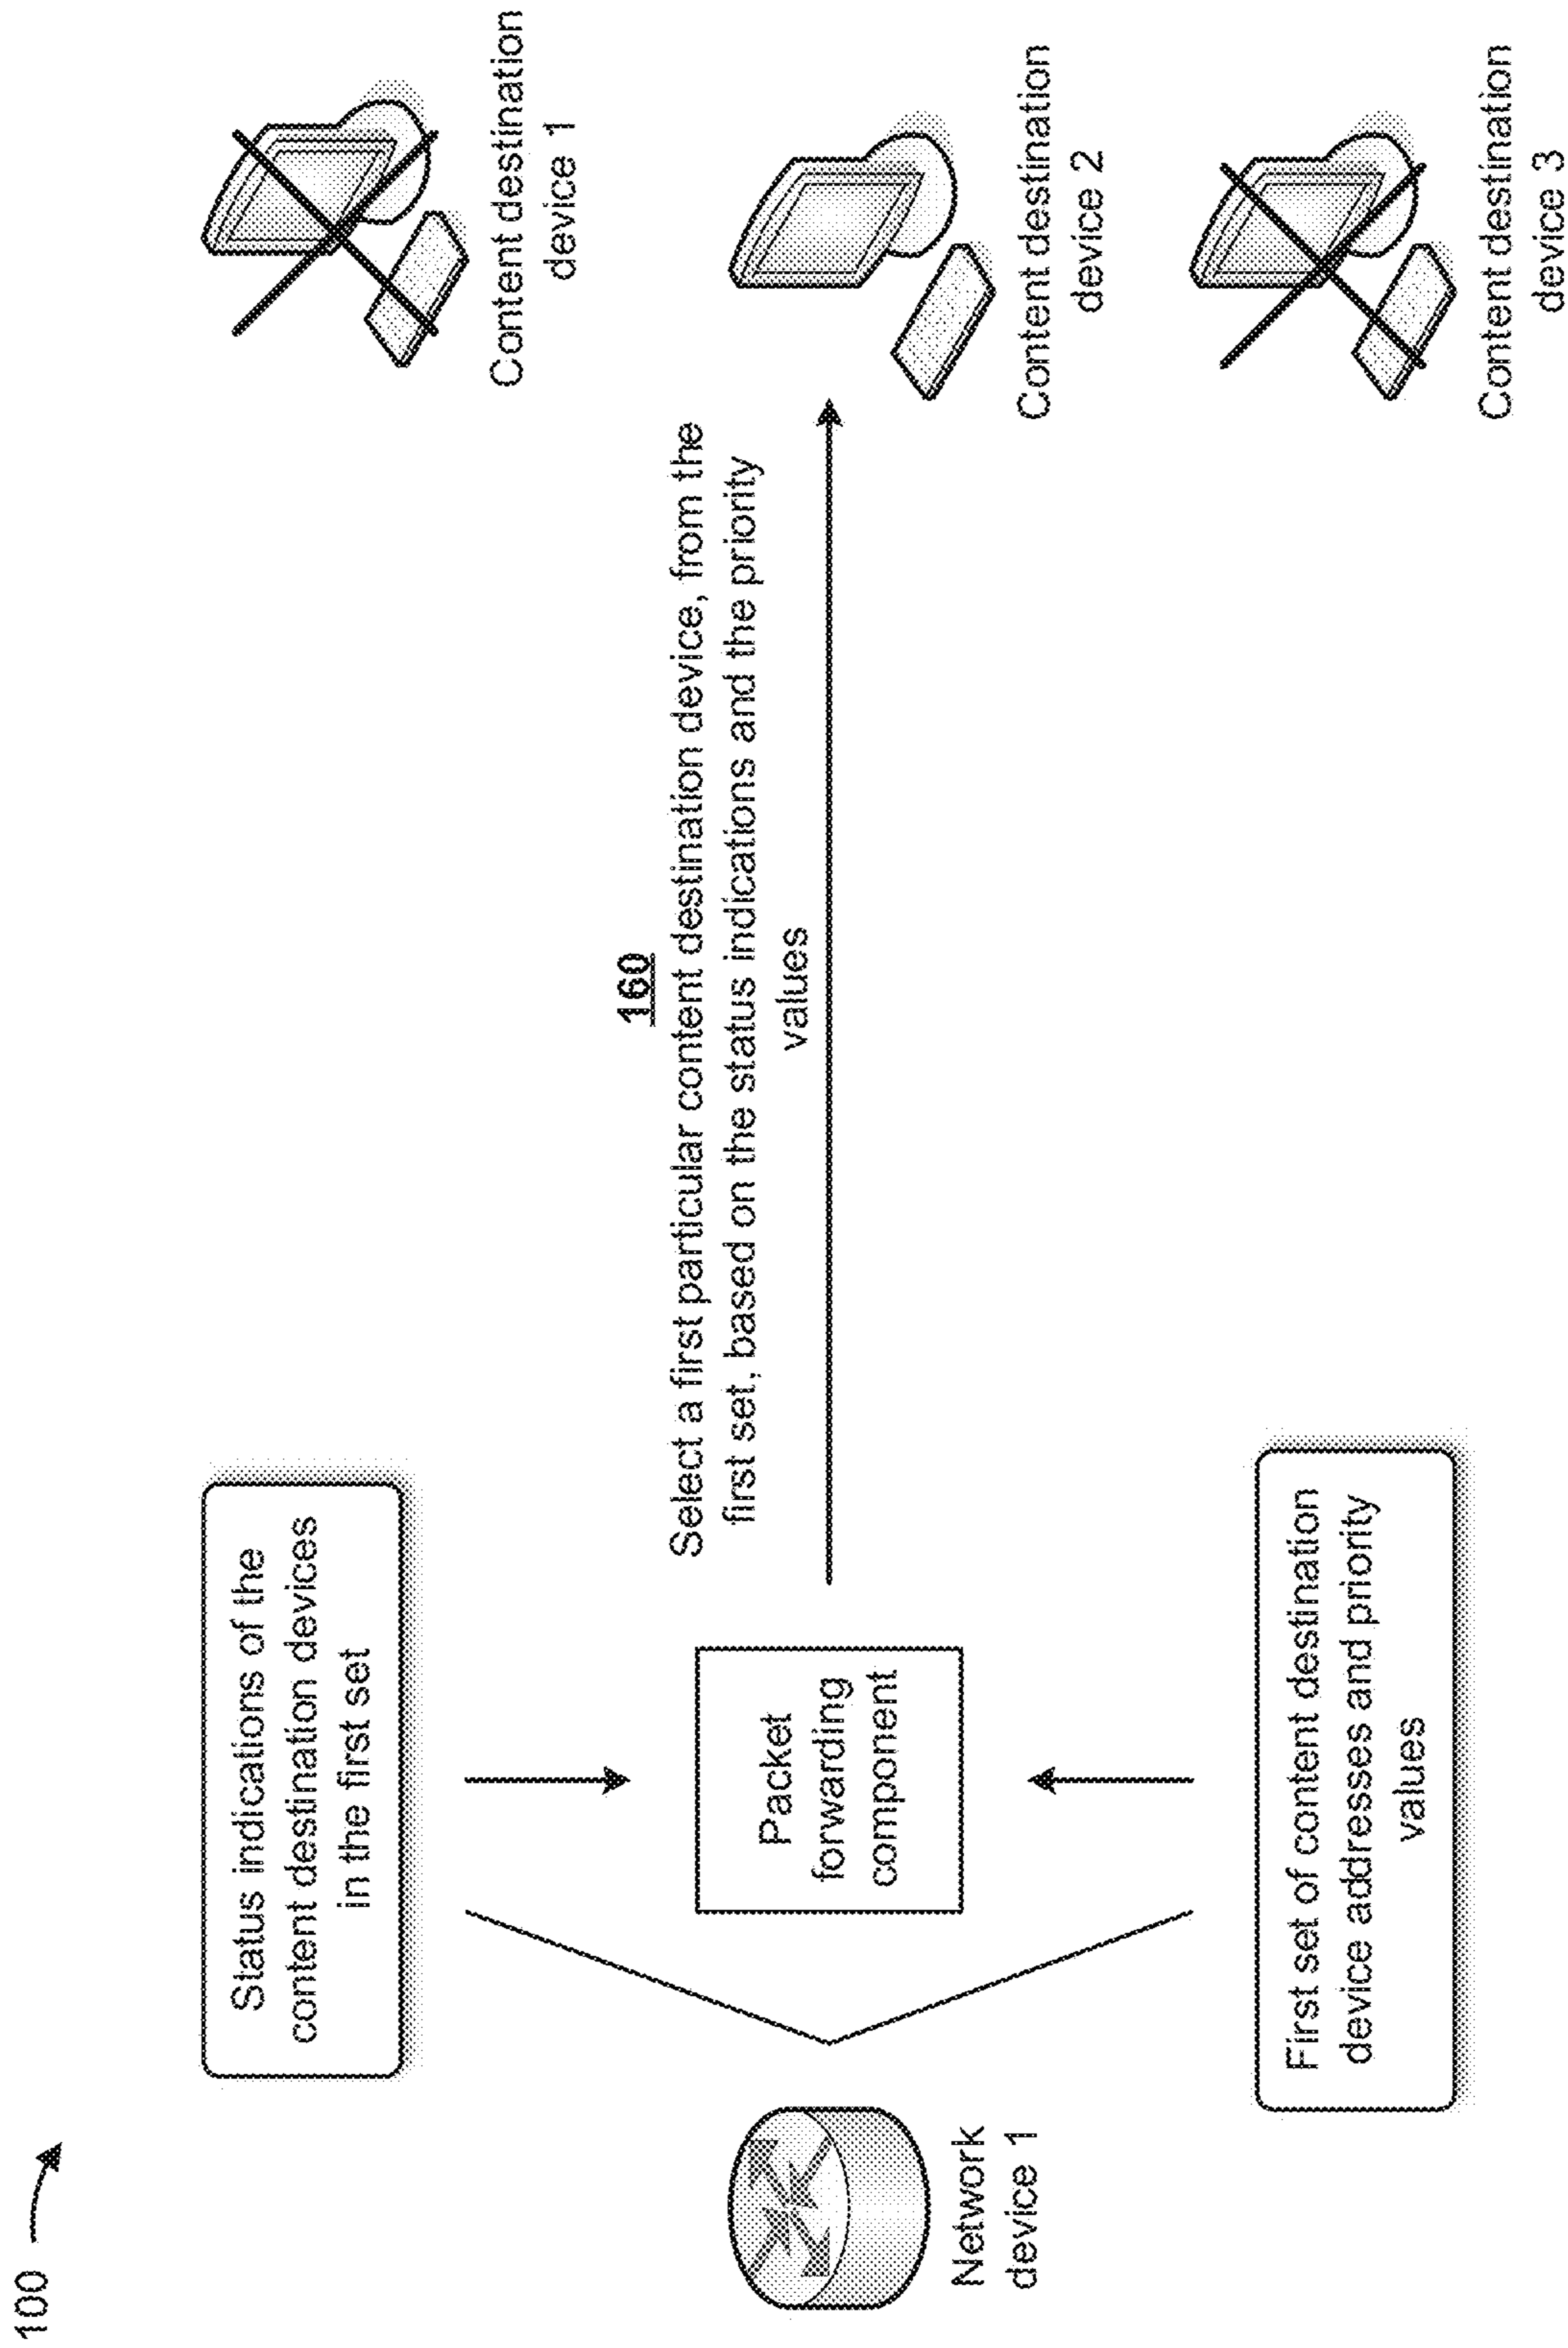 100
Status indications of the
content destination devices
in the first set
Network
device 1
Packet
forwarding
component
First set of content destination
device addresses and priority
values
160
Select a first particular content destination device, from the
first set, based on the status indications and the priority
values
Content destination
device 1
Content destination
device 2
Content destination
device 3